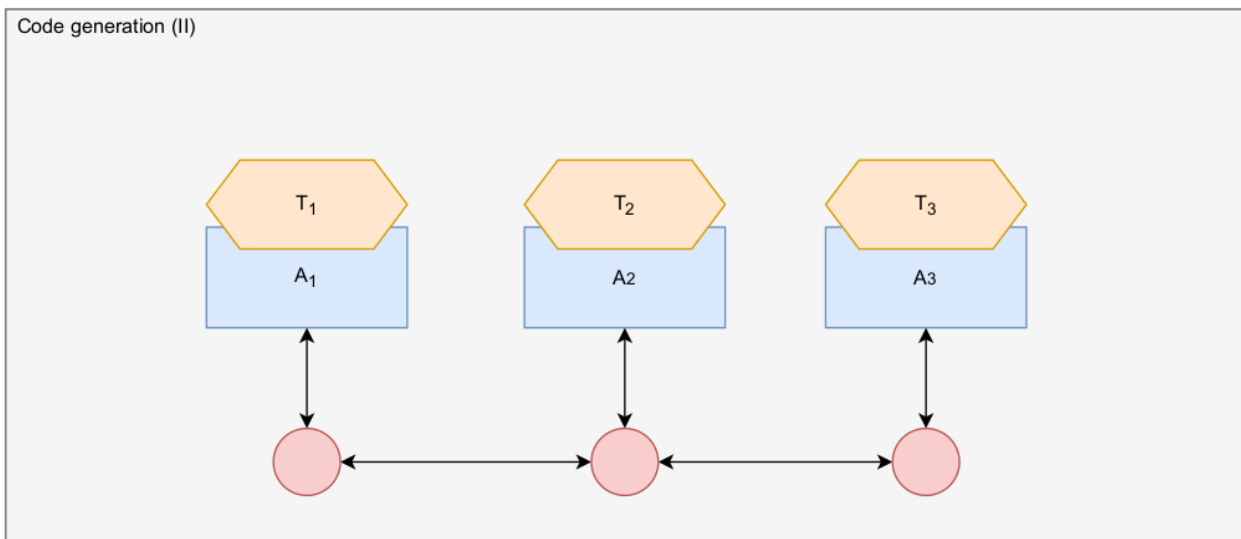 Code generation (II)
T₁
T₂
T₃
A₁
A2
A3